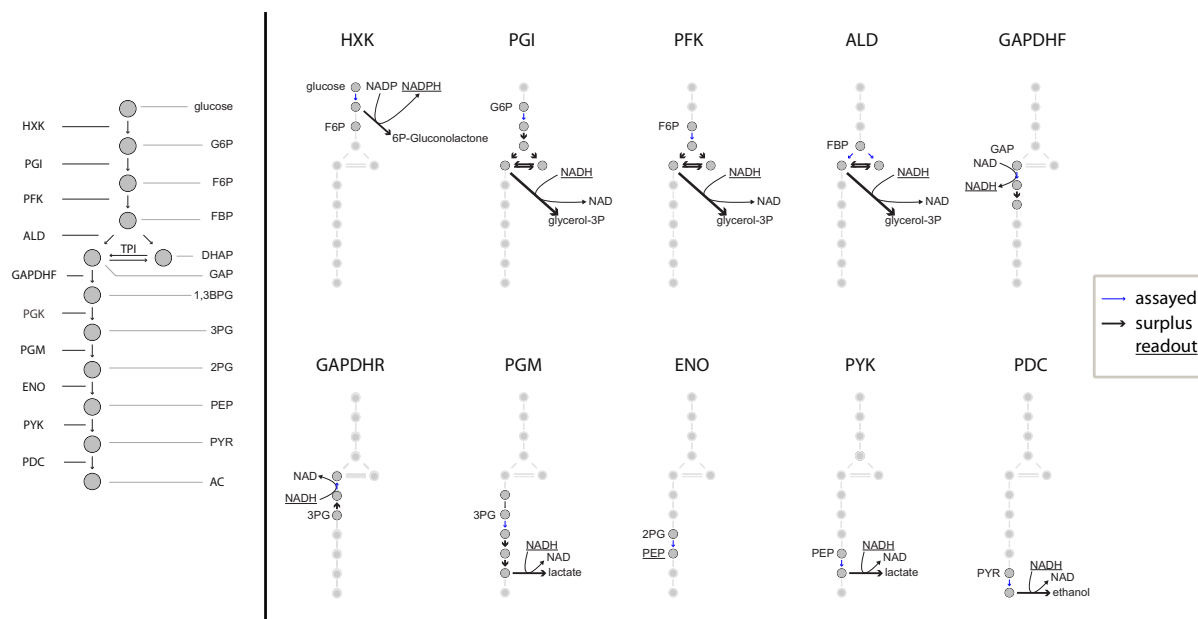 glucose
HXK
G6P
PGI
F6P
PFK
FBP
ALD
TPI
DHAP
GAPDHF
GAP
1,3BPG
PGK
3PG
PGM
2PG
ENO
PEP
PYK
PYR
PDC
AC
HXK
glucose NADP NADPH
F6P
6P-Gluconolactone
PGI
G6P
NADH
NAD
glycerol-3P
PFK
F6P
NADH
NAD
glycerol-3P
ALD
FBP
NADH
NAD
glycerol-3P
GAPDHF
GAP
NAD
NADH
assayed
surplus
readout
GAPDHR
NAD
NADH
3PG
PGM
3PG
NADH
NAD
lactate
ENO
2PG
PEP
PYK
PEP
NADH
NAD
lactate
PDC
PYR
NADH
NAD
ethanol